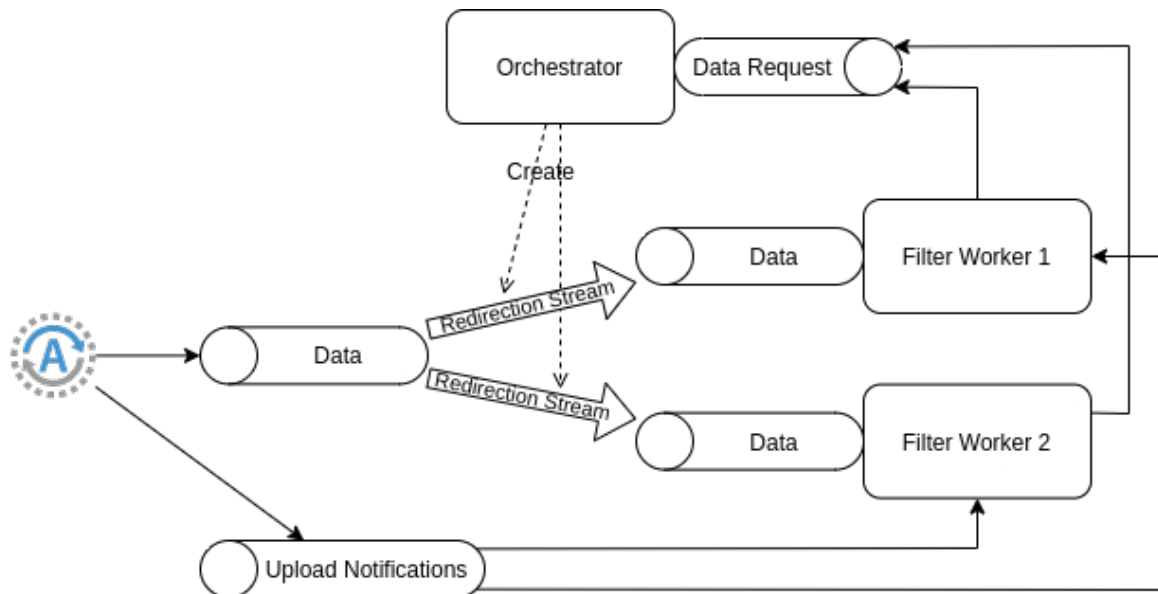 Orchestrator
Data Request
Create
Data
Filter Worker 1
Redirection Stream
A
Data
Redirection Stream
Data
Filter Worker 2
Upload Notifications